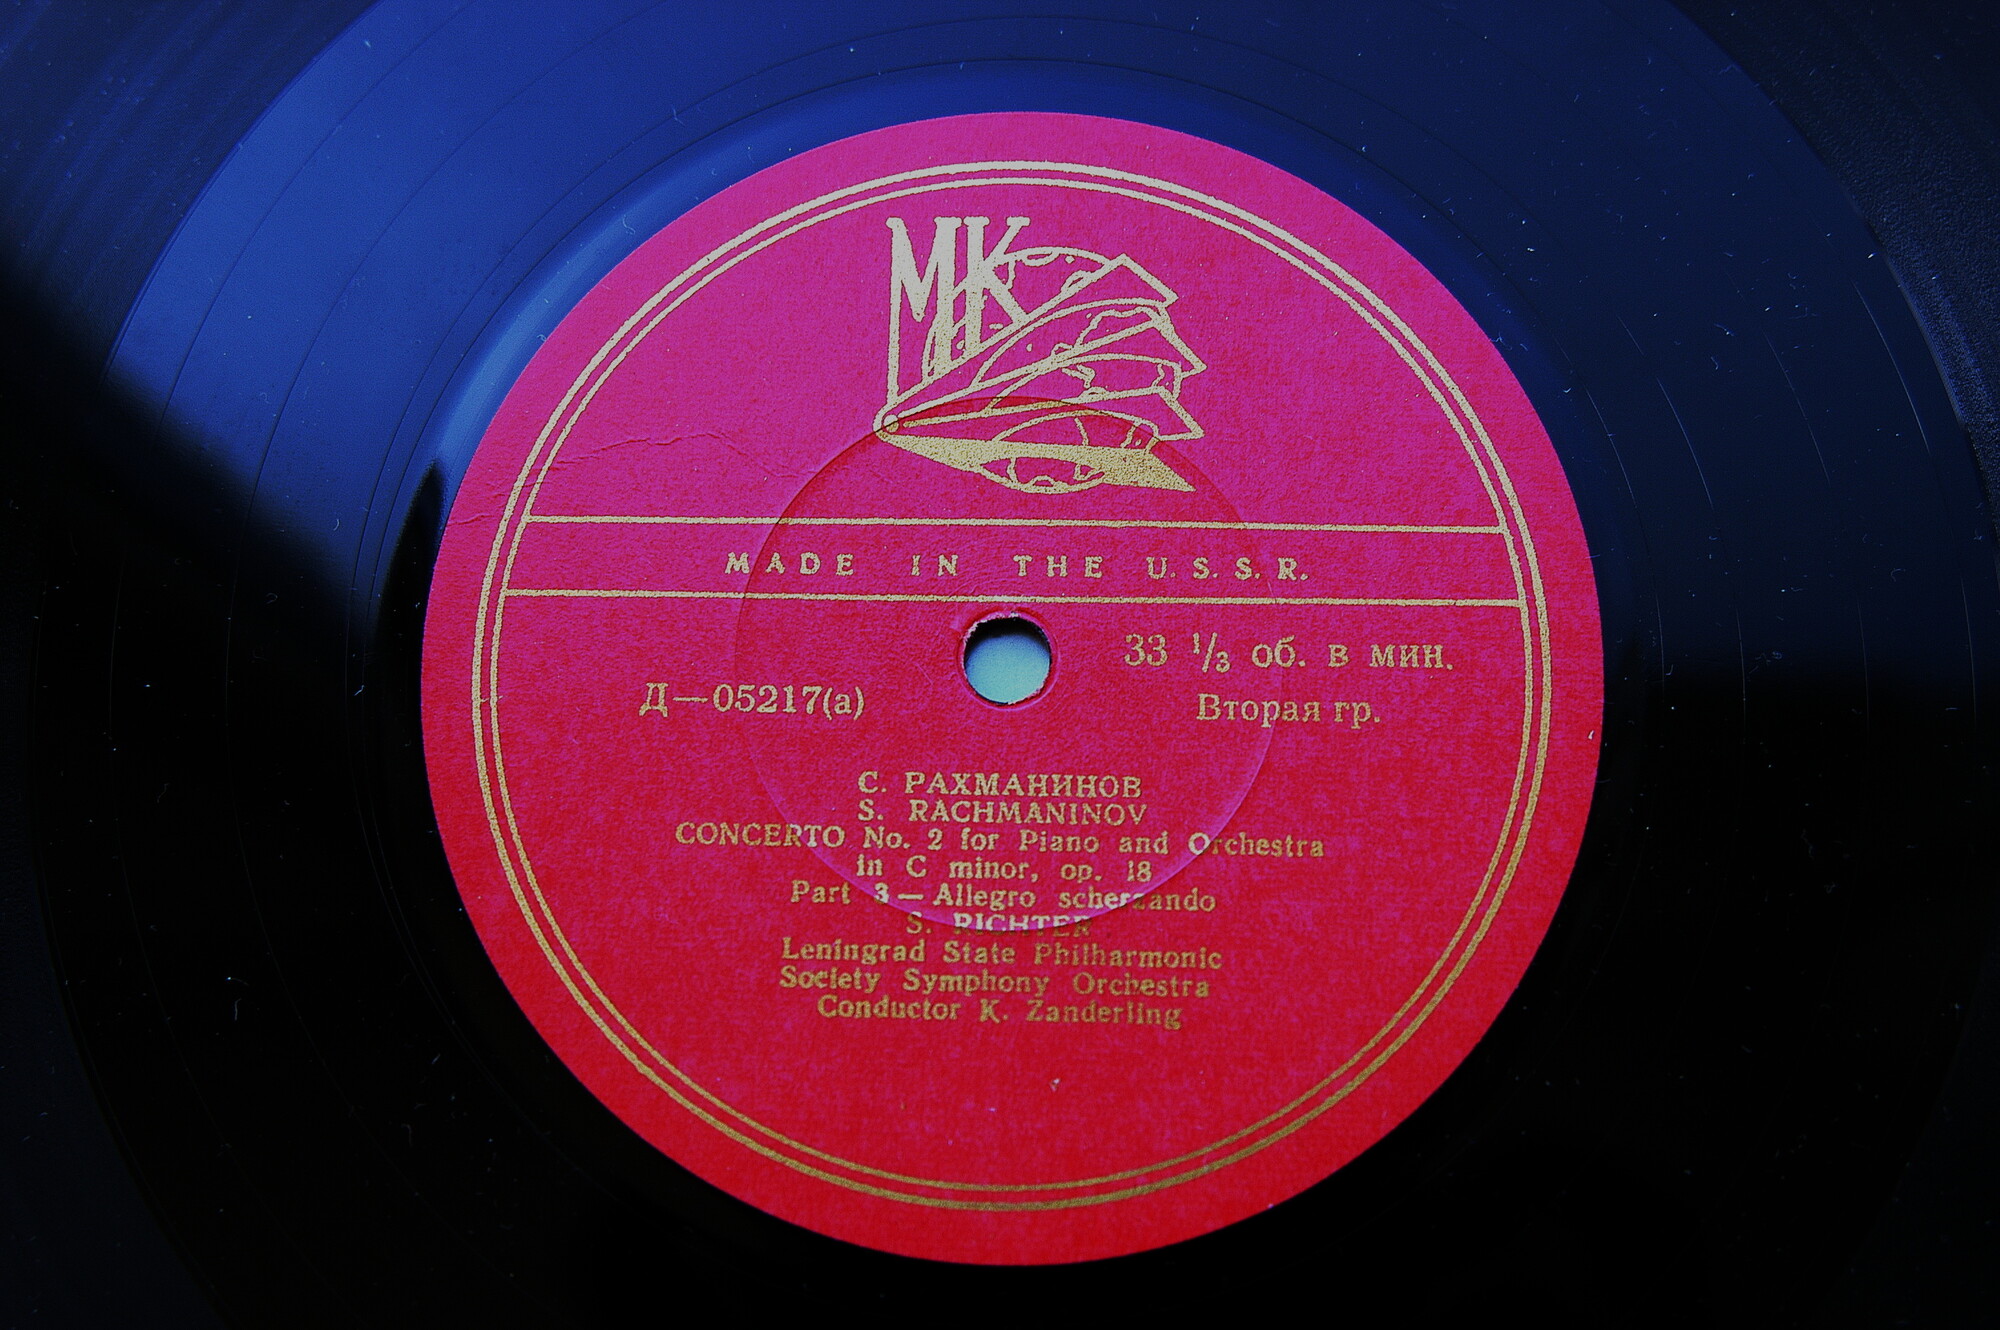 МК
MADE IN THE U.S.S.R.
33 1/3 об. в мин.
Д—05217(а)
Вторая гр.
С. РАХМАНИНОВ
S. RACHMANINOV
CONCERTO No. 2 for Piano and Orchestra
in C minor, op. 18
Part 3 — Allegro scherzando
S. RICHTER
Leningrad State Philharmonic
Society Symphony Orchestra
Conductor K. Zanderling